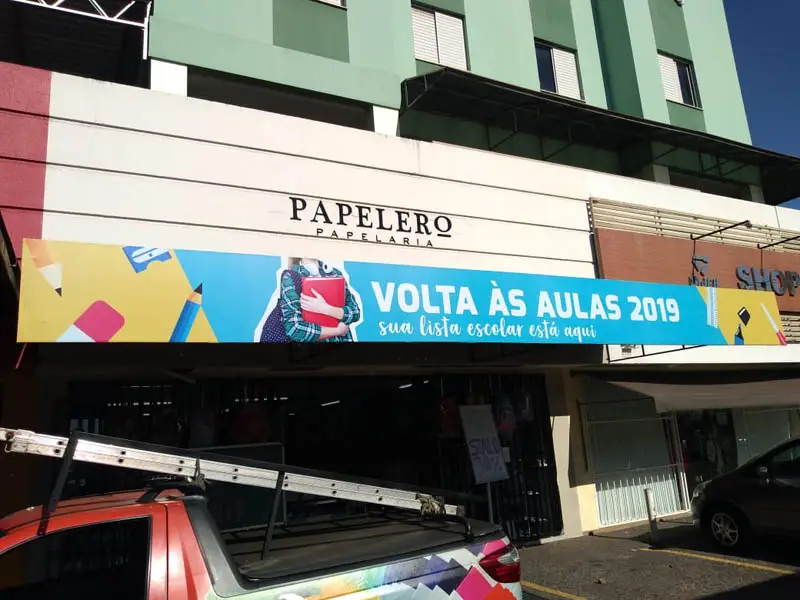 PAPELERO
PAPELARIA
VOLTA ÀS AULAS 2019
sua lista escolar está aqui
SHOP